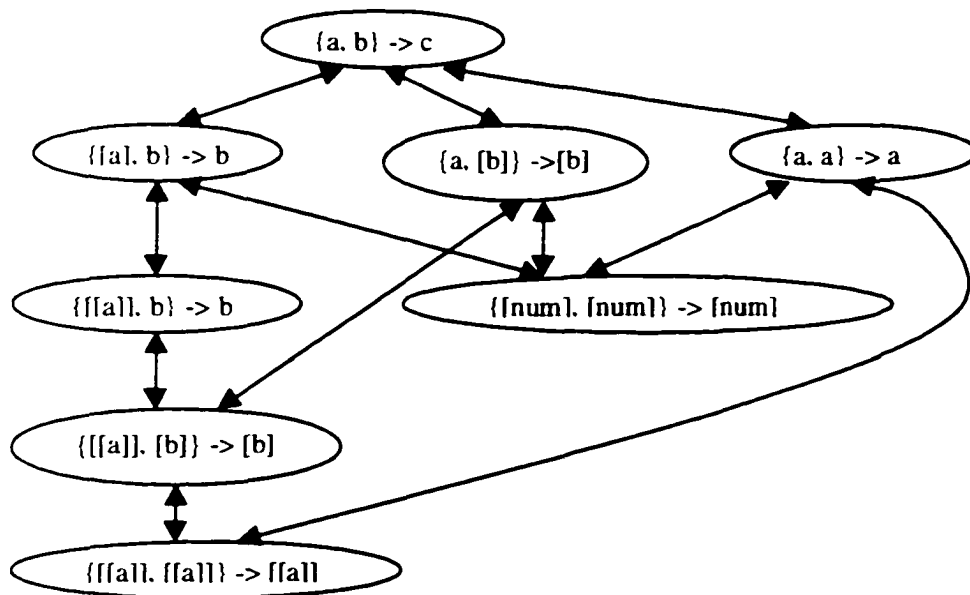 {a. b} -> c
{[a]. b} -> b
{a. [b]} ->[b]
{a. a} -> a
{[[a]]. b} -> b
{[num]. [num]} -> [num]
{[[a]]. [b]} -> [b]
{[[a]]. [[a]]} -> [[a]]